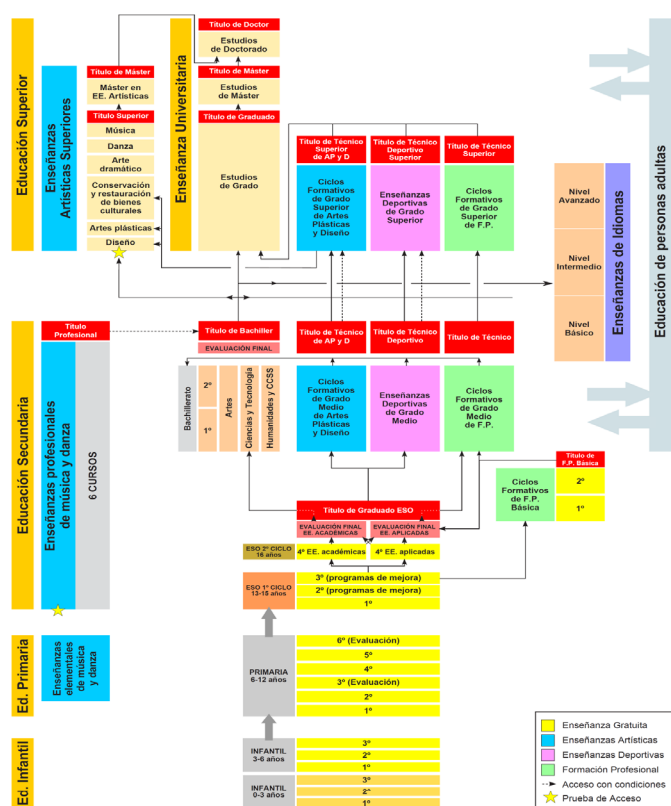 Educación Superior
Enseñanzas
Artísticas Superiores
Título de Máster
Máster en
EE. Artísticas
Título Superior
Música
Danza
Arte
dramático
Conservación
y restauración
de bienes
culturales
Artes plásticas
Diseño
Enseñanza Universitaria
Título de Doctor
Estudios
de Doctorado
Título de Máster
Estudios
de Máster
Título de Graduado
Estudios
de Grado
Título de Técnico
Superior
de AP y D
Ciclos
Formativos
de Grado
Superior
de Artes
Plásticas
y Diseño
Título de Técnico
Deportivo
Superior
Enseñanzas
Deportivas
de Grado
Superior
Título de Técnico
Superior
Ciclos
Formativos
de Grado
Superior
de F.P.
Nivel
Avanzado
Nivel
Intermedio
Nivel
Básico
Enseñanzas de Idiomas
Educación de personas adultas
Educación Secundaria
Título
Profesional
Enseñanzas profesionales
de música y danza
6 CURSOS
Título de Bachiller
EVALUACIÓN FINAL
Bachillerato
2º
1º
Artes
Ciencias y Tecnología
Humanidades y CCSS
Título de Técnico
de AP y D
Ciclos
Formativos
de Grado
Medio
de Artes
Plásticas
y Diseño
Título de Técnico
Deportivo
Enseñanzas
Deportivas
de Grado
Medio
Título de Técnico
Ciclos
Formativos
de Grado
Medio
de F.P.
Título de
F.P. Básica
Ciclos
Formativos
de F.P.
Básica
2º
1º
Título de Graduado ESO
EVALUACIÓN FINAL
EE. ACADÉMICAS
EVALUACIÓN FINAL
EE. APLICADAS
ESO 2º CICLO
16 años
4º EE. académicas
4º EE. aplicadas
ESO 1º CICLO
13-15 años
3º (programas de mejora)
2º (programas de mejora)
1º
Ed. Primaria
Enseñanzas
elementales
de música
y danza
PRIMARIA
6-12 años
6º (Evaluación)
5º
4º
3º (Evaluación)
2º
1º
Ed. Infantil
INFANTIL
3-6 años
3º
2º
1º
INFANTIL
0-3 años
3º
2º
1º
Enseñanza Gratuita
Enseñanzas Artísticas
Enseñanzas Deportivas
Formación Profesional
Acceso con condiciones
Prueba de Acceso